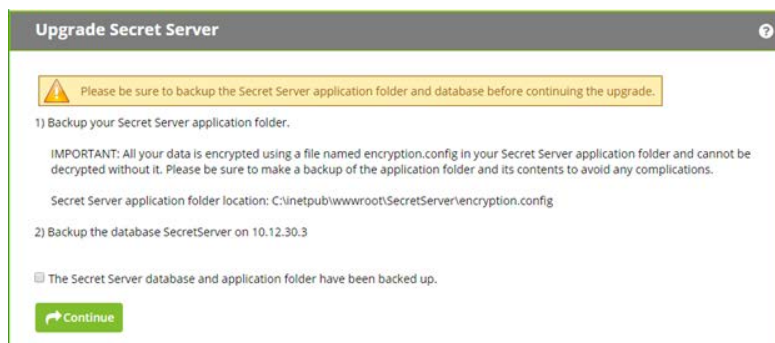 Upgrade Secret Server
?
Please be sure to backup the Secret Server application folder and database before continuing the upgrade.
1) Backup your Secret Server application folder.
IMPORTANT: All your data is encrypted using a file named encryption.config in your Secret Server application folder and cannot be
decrypted without it. Please be sure to make a backup of the application folder and its contents to avoid any complications.
Secret Server application folder location: C:\inetpub\wwwroot\SecretServer\encryption.config
2) Backup the database SecretServer on 10.12.30.3
The Secret Server database and application folder have been backed up.
Continue